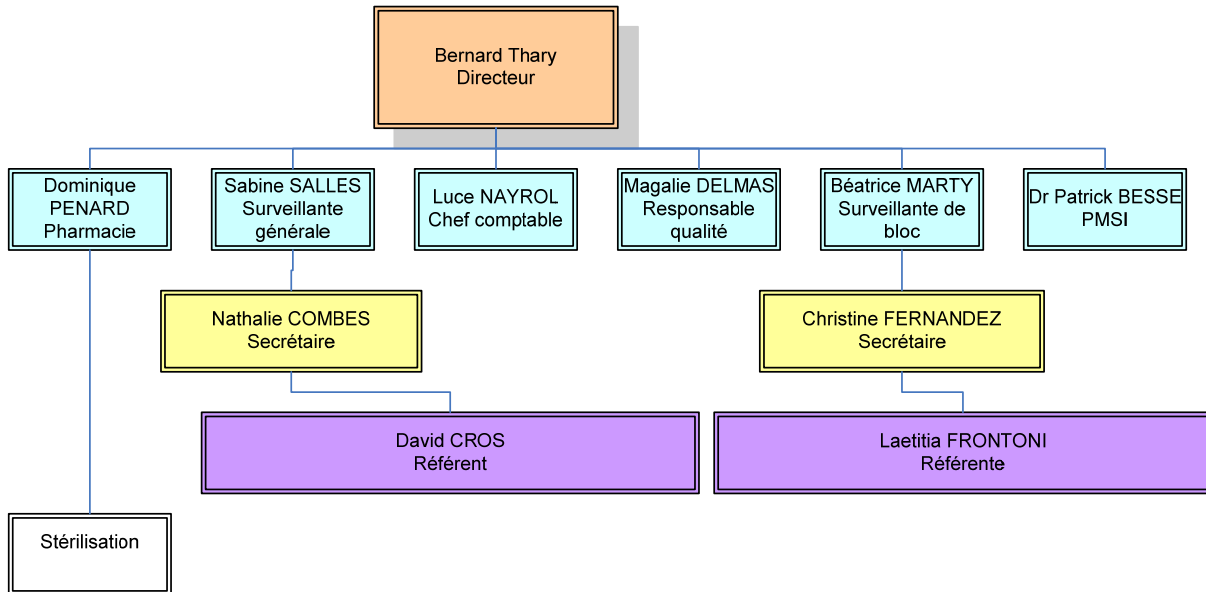 Bernard Thary
Directeur
Dominique
PENARD
Pharmacie
Sabine SALLES
Surveillante
générale
Luce NAYROL
Chef comptable
Magalie DELMAS
Responsable
qualité
Béatrice MARTY
Surveillante de
bloc
Dr Patrick BESSE
PMSI
Nathalie COMBES
Secrétaire
Christine FERNANDEZ
Secrétaire
David CROS
Référent
Laetitia FRONTONI
Référente
Stérilisation